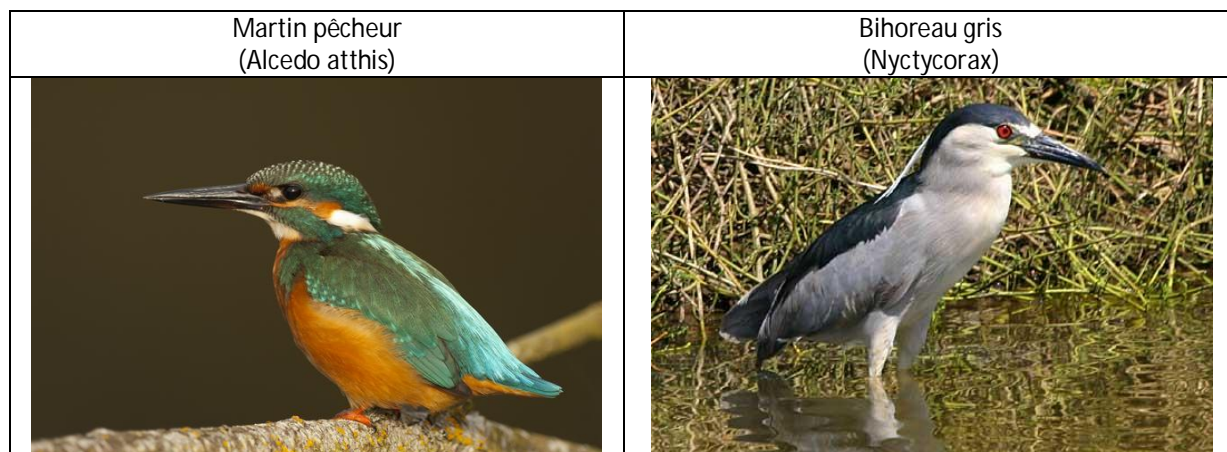 Martin pêcheur
(Alcedo atthis)
Bihoreau gris
(Nyctycorax)